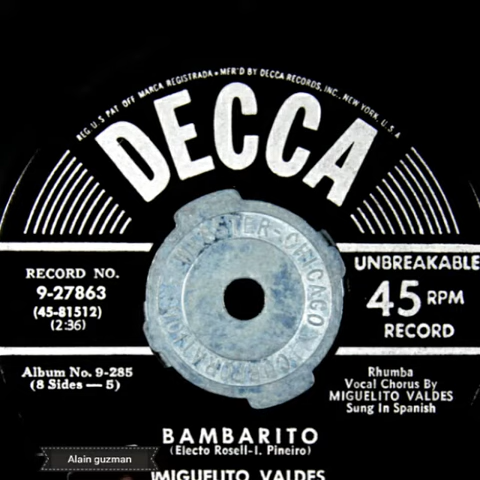 REG. U.S. PAT. OFF. MARCA REGISTRADA • MF'D BY DECCA RECORDS, INC., NEW YORK, U.S.A
DECCA
RECORD NO.
9-27863
(45-81512)
(2:36)
Album No. 9-285
(8 Sides — 5)
UNBREAKABLE
45 RPM
RECORD
Rhumba
Vocal Chorus By
MIGUELITO VALDES
Sung In Spanish
BAMBARITO
(Electo Rosell-I. Pineiro)
MIGUELITO VALDES
Alain guzman